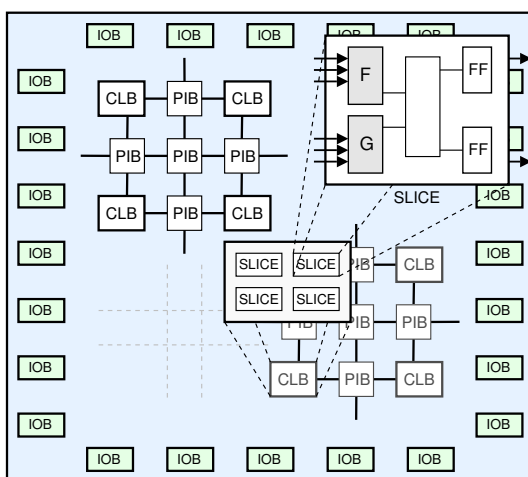 IOB IOB IOB IOB IOB
IOB IOB
CLB PIB CLB
F FF
IOB IOB
PIB PIB PIB
G FF
IOB SLICE IOB
CLB PIB CLB
IOB
SLICE SLICE PIB CLB
IOB
SLICE SLICE
IOB PIB PIB PIB IOB
IOB CLB PIB CLB IOB
IOB IOB
IOB IOB IOB IOB IOB